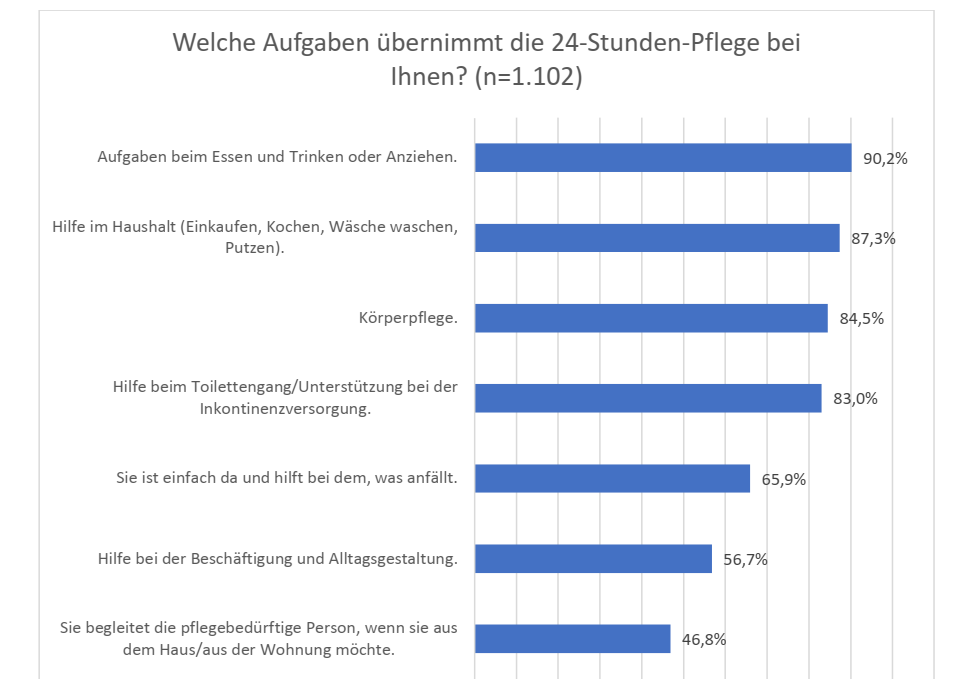 Welche Aufgaben übernimmt die 24-Stunden-Pflege bei
Ihnen? (n=1.102)
Aufgaben beim Essen und Trinken oder Anziehen.
90,2%
Hilfe im Haushalt (Einkaufen, Kochen, Wäsche waschen,
Putzen).
87,3%
Körperpflege.
84,5%
Hilfe beim Toilettengang/Unterstützung bei der
Inkontinenzversorgung.
83,0%
Sie ist einfach da und hilft bei dem, was anfällt.
65,9%
Hilfe bei der Beschäftigung und Alltagsgestaltung.
56,7%
Sie begleitet die pflegebedürftige Person, wenn sie aus
dem Haus/aus der Wohnung möchte.
46,8%